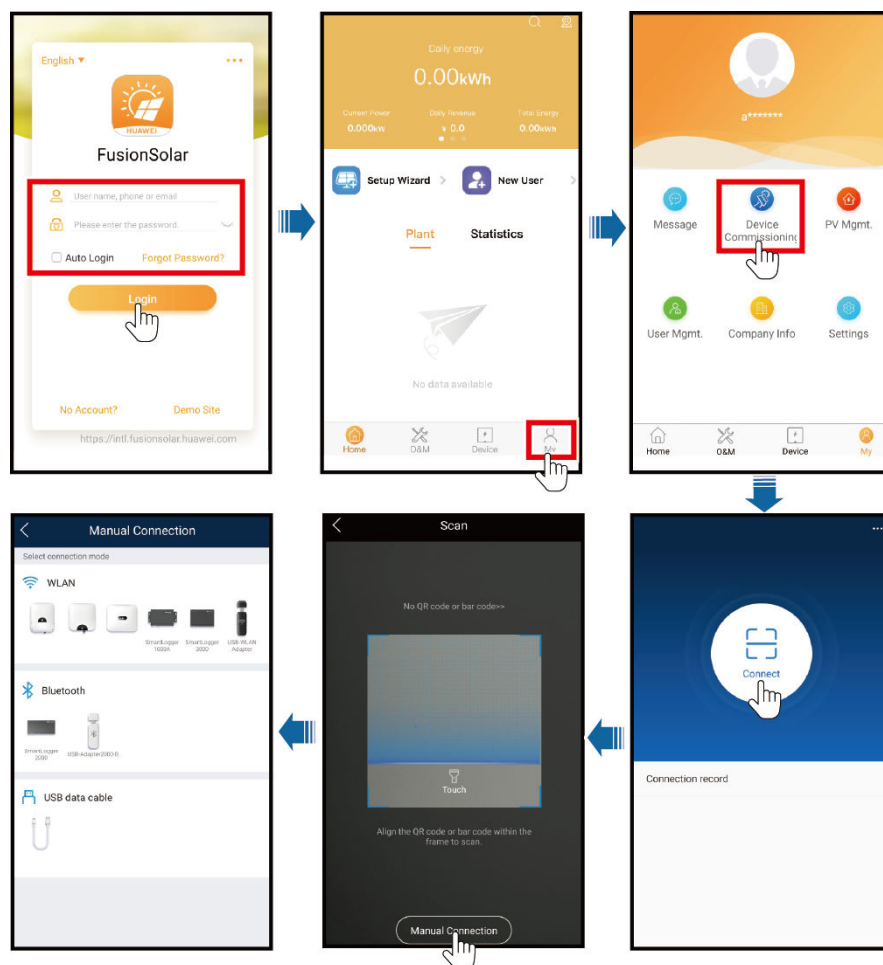 English ▼
HUAWEI
FusionSolar
User name, phone or email
Please enter the password.
Auto Login Forgot Password?
Login
No Account? Demo Site
https://intl.fusionsolar.huawei.com
Daily energy
0.00kWh
Current Power Daily Revenue Total Energy
0.000kW ¥ 0.0 0.00kWh
Setup Wizard > New User >
Plant Statistics
No data available
Home O&M Device My
a*******
Message Device Commissioning PV Mgmt.
User Mgmt. Company Info Settings
Home O&M Device My
Connect
Connection record
Scan
No QR code or bar code>>
Touch
Align the QR code or bar code within the
frame to scan.
Manual Connection
Manual Connection
Select connection mode
WLAN
SmartLogger 1000A SmartLogger 3000 USB WLAN Adapter
Bluetooth
SmartLogger 2000 USB-Adapter2000-B..
USB data cable